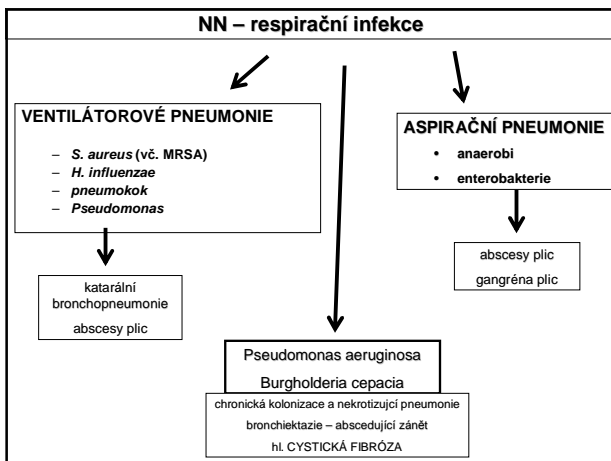 NN – respirační infekce
VENTILÁTOROVÉ PNEUMONIE
– S. aureus (vč. MRSA)
– H. influenzae
– pneumokok
– Pseudomonas
ASPIRAČNÍ PNEUMONIE
• anaerobi
• enterobakterie
katarální
bronchopneumonie
abscesy plic
abscesy plic
gangréna plic
Pseudomonas aeruginosa
Burgholderia cepacia
chronická kolonizace a nekrotizujcí pneumonie
bronchiektazie – abscedující zánět
hl. CYSTICKÁ FIBRÓZA